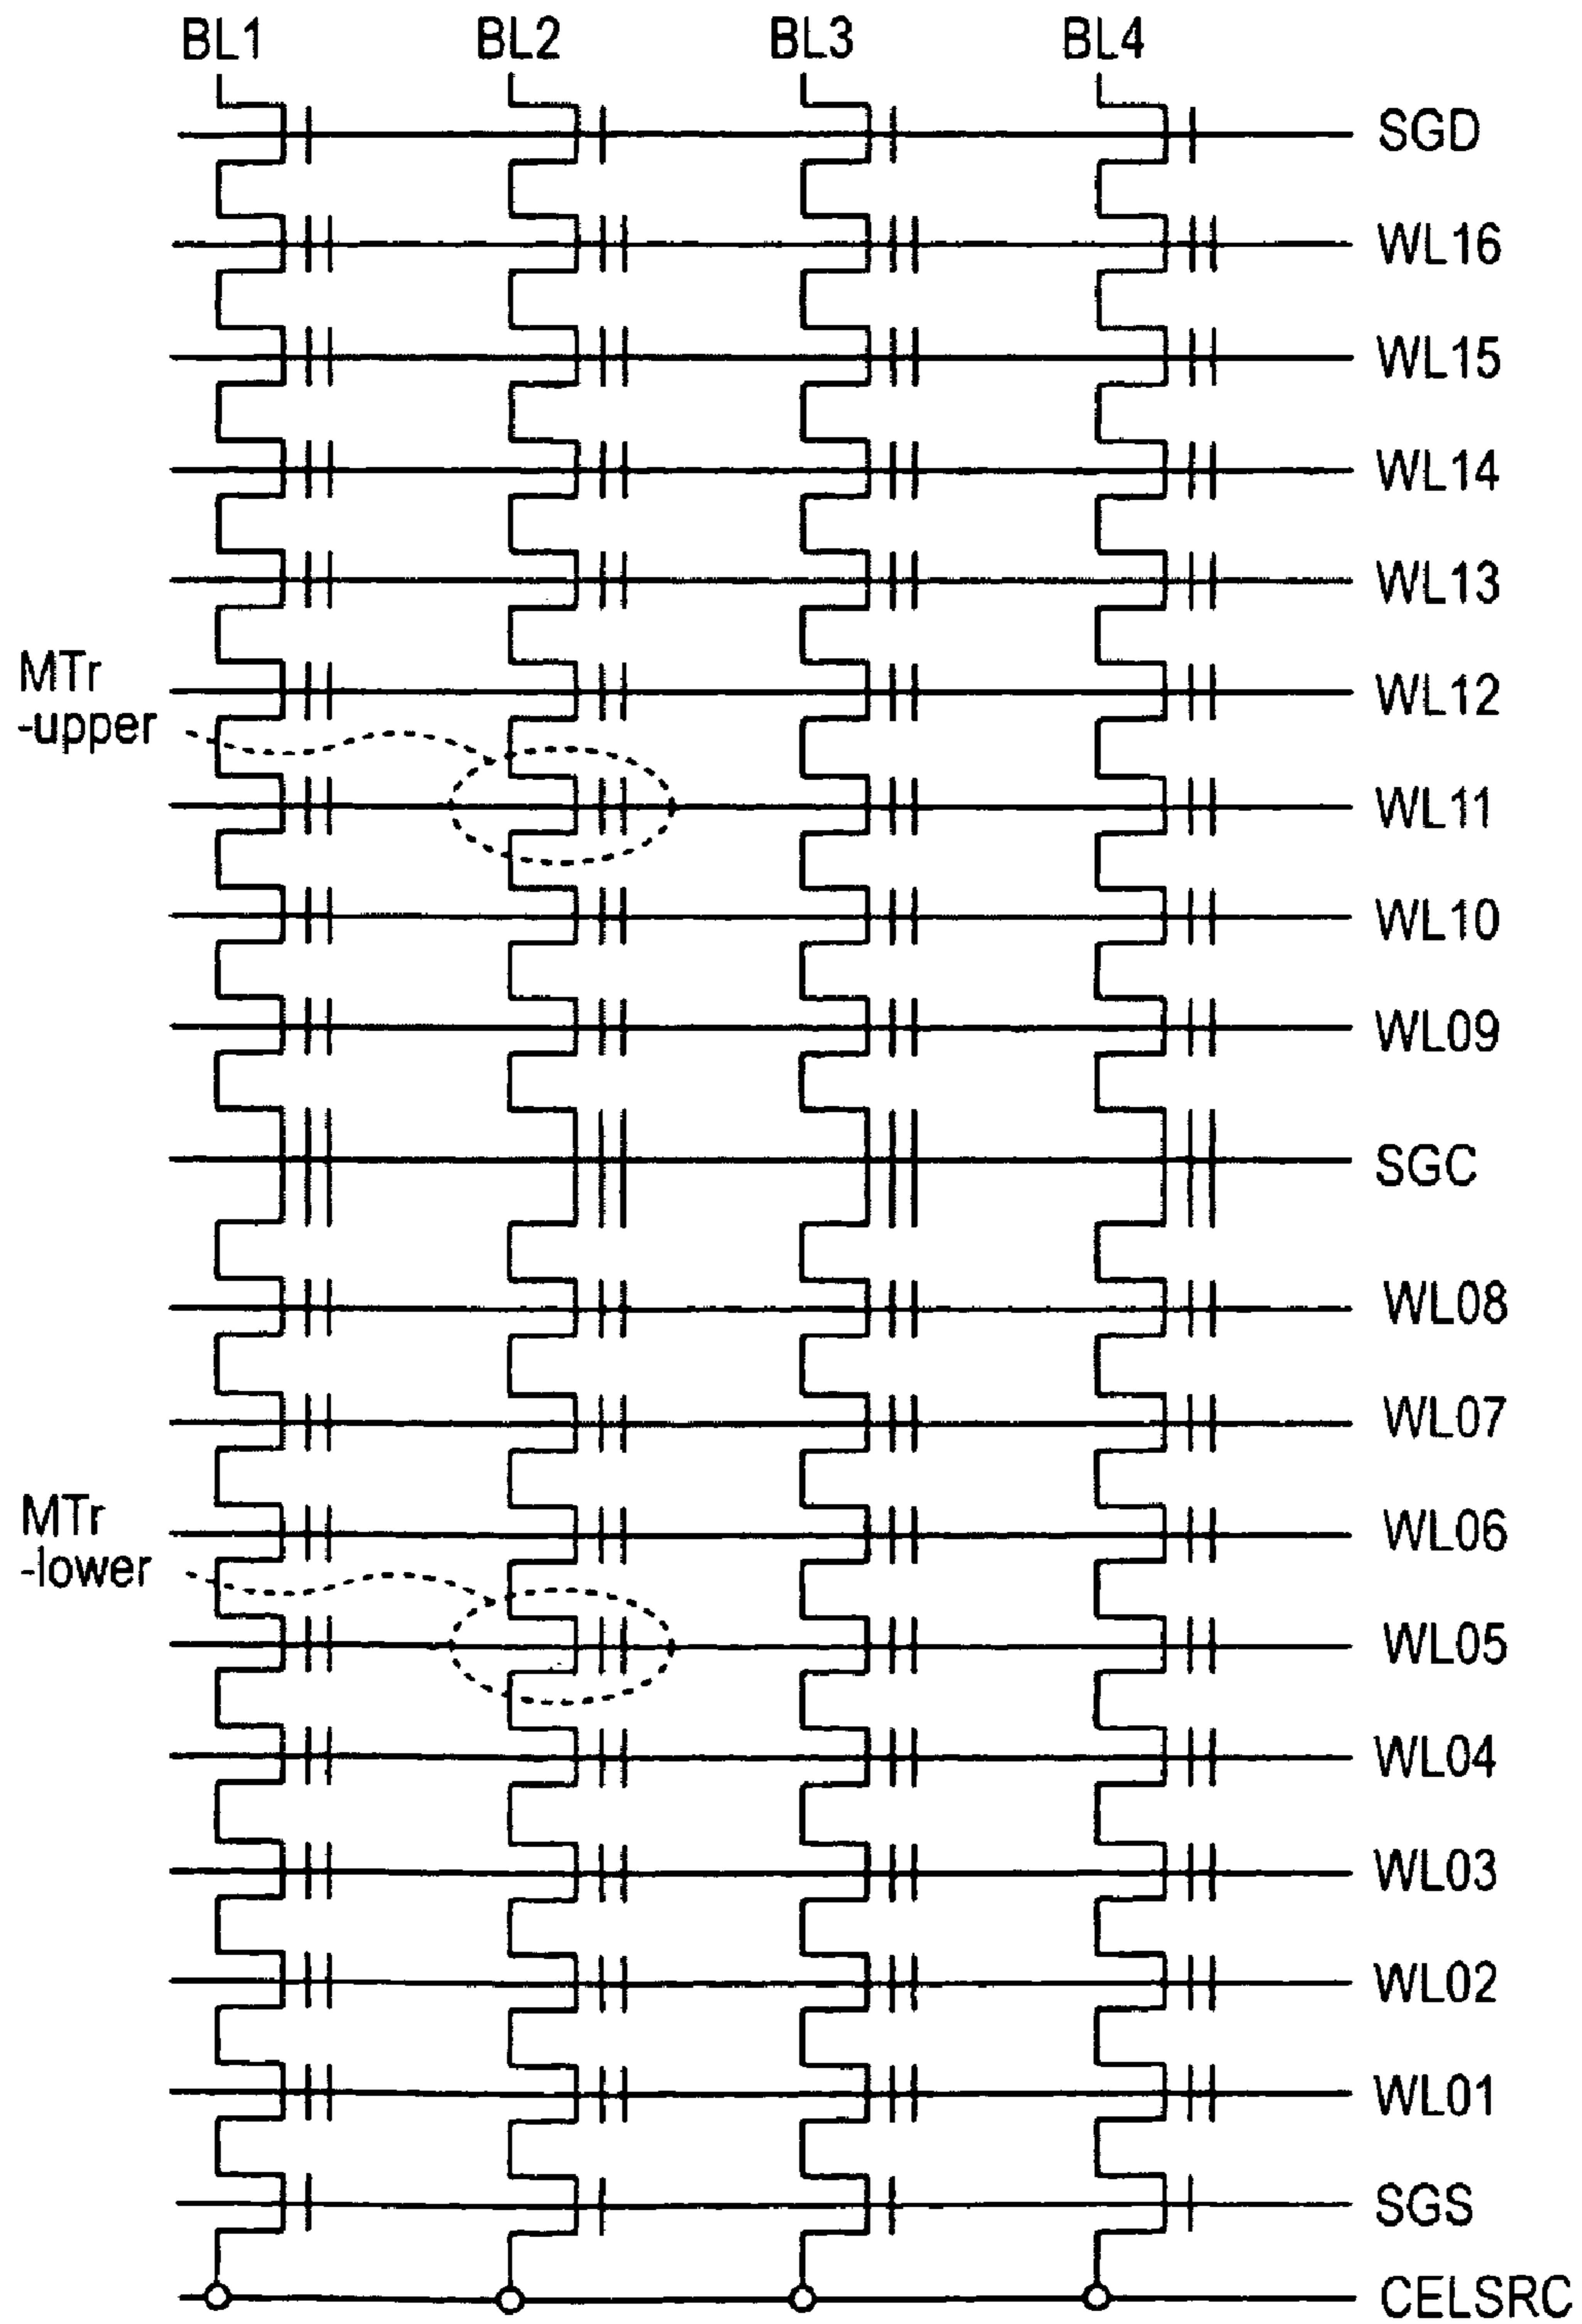 BL1 BL2 BL3 BL4
SGD
WL16
WL15
WL14
WL13
MTr
-upper
WL12
WL11
WL10
WL09
SGC
WL08
WL07
MTr
-lower
WL06
WL05
WL04
WL03
WL02
WL01
SGS
CELSRC